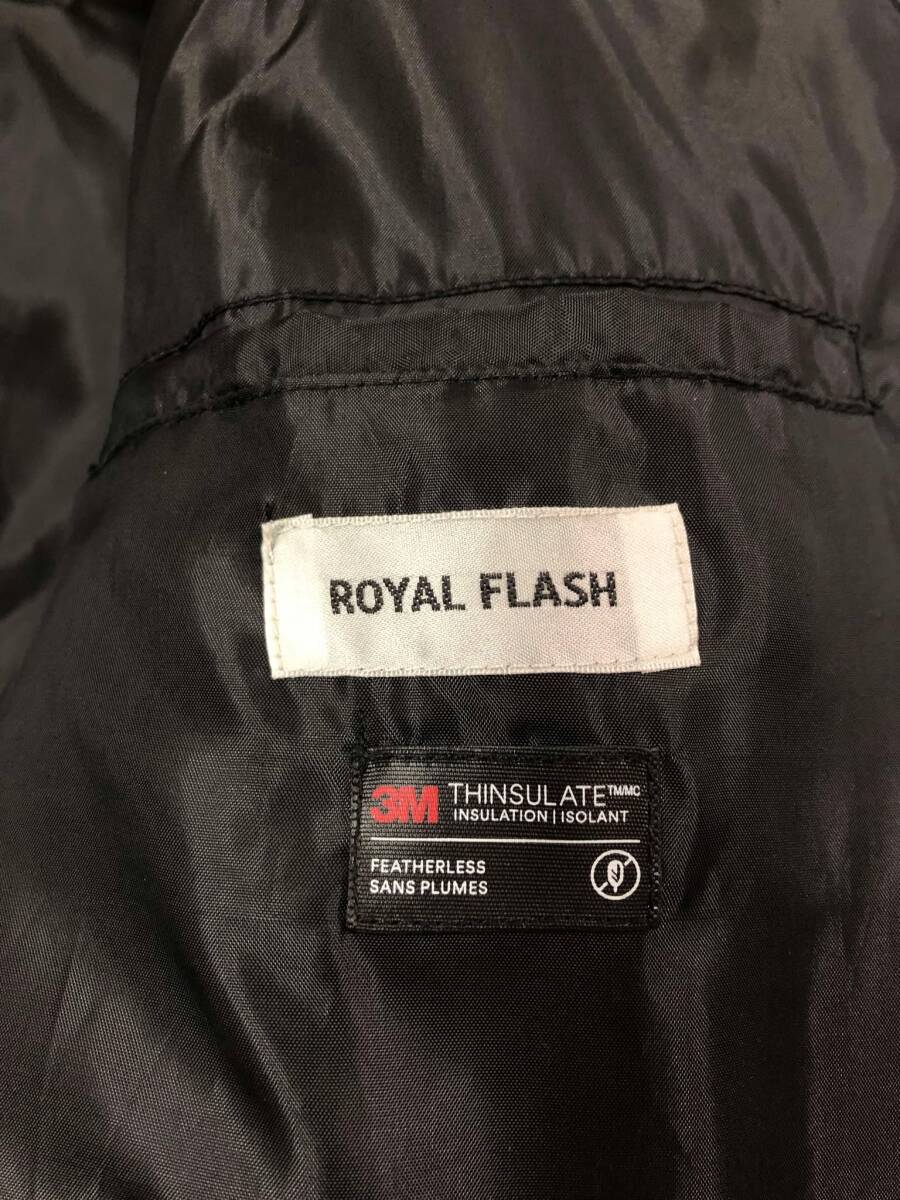 ROYAL FLASH
3M THINSULATE™/MC
INSULATION | ISOLANT
FEATHERLESS
SANS PLUMES